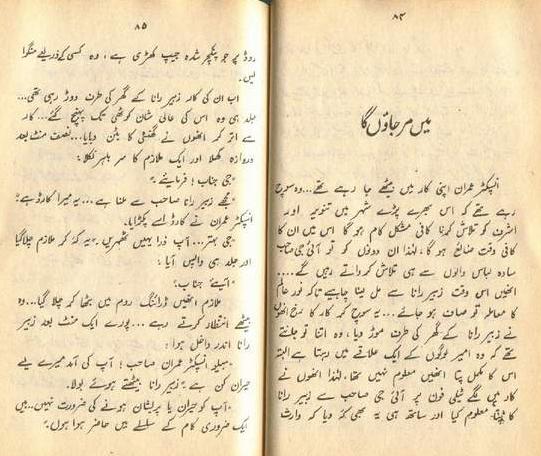 ۸۴
میں مر جاؤں گا
انسپکٹر عمران اپنی کار میں بیٹھے جا رہے تھے... وہ سوچ
رہے تھے کہ اس بھرے پڑے شہر میں تنویر اور
اشرف کو تلاش کرنا کافی مشکل کام ہو گا اس میں ان کا
کافی وقت ضائع ہو گا، لہٰذا ان دونوں کو تو آئی جی صاحب
سادہ لباس والوں سے ہی تلاش کرواتے رہیں گے....
انھیں اس وقت زبیر رانا سے مل لینا چاہیے تاکہ نور عالم
کا معاملہ تو صاف ہو جائے... یہ سوچ کر کار کا رخ انھوں
نے زبیر رانا کے گھر کی طرف موڑ دیا، وہ اتنا تو جانتے
تھے کہ وہ امیر لوگوں کے ایک علاقے میں رہتا ہے البتہ
اس کا مکمل پتا انھیں معلوم نہیں تھا، لہٰذا انھوں نے
کار میں لگے ٹیلی فون پر آئی جی صاحب سے زبیر رانا
کا پتا معلوم کیا اور ساتھ ہی یہ بھی کہہ دیا کہ وارث
۸۵
روڈ پر جو پنکچر شدہ جیپ کھڑی ہے، وہ کسی کے ذریعے منگوا
لیں۔
اب ان کی کار زبیر رانا کے گھر کی طرف دوڑ رہی تھی...
جلد ہی وہ اس کی عالی شان کوٹھی تک پہنچ گئے... کار
سے اتر کر انھوں نے گھنٹی کا بٹن دبایا... نصف منٹ بعد
دروازہ کھلا اور ایک ملازم کا سر باہر نکلا:
"جی جناب! فرمائیے۔"
"مجھے زبیر رانا صاحب سے ملنا ہے... یہ میرا کارڈ ہے؛"
انسپکٹر عمران نے کارڈ اسے پکڑایا۔
"جی بہتر... آپ ذرا یہیں ٹھہریں۔" یہ کہہ کر ملازم چلا گیا
اور جلد ہی واپس آیا:
"آئیے جناب۔"
ملازم انھیں ڈرائنگ روم میں بٹھا کر چلا گیا... وہ
بیٹھے انتظار کرتے رہے... پورے ایک منٹ بعد زبیر
رانا اندر داخل ہوا:
"ہیلو انسپکٹر عمران صاحب؛ آپ کی آمد میرے لیے
حیران کن ہے۔" زبیر رانا بیٹھتے ہوئے بولا۔
"آپ کو حیران یا پریشان ہونے کی ضرورت نہیں... میں
ایک ضروری کام کے سلسلے میں حاضر ہوا ہوں۔"